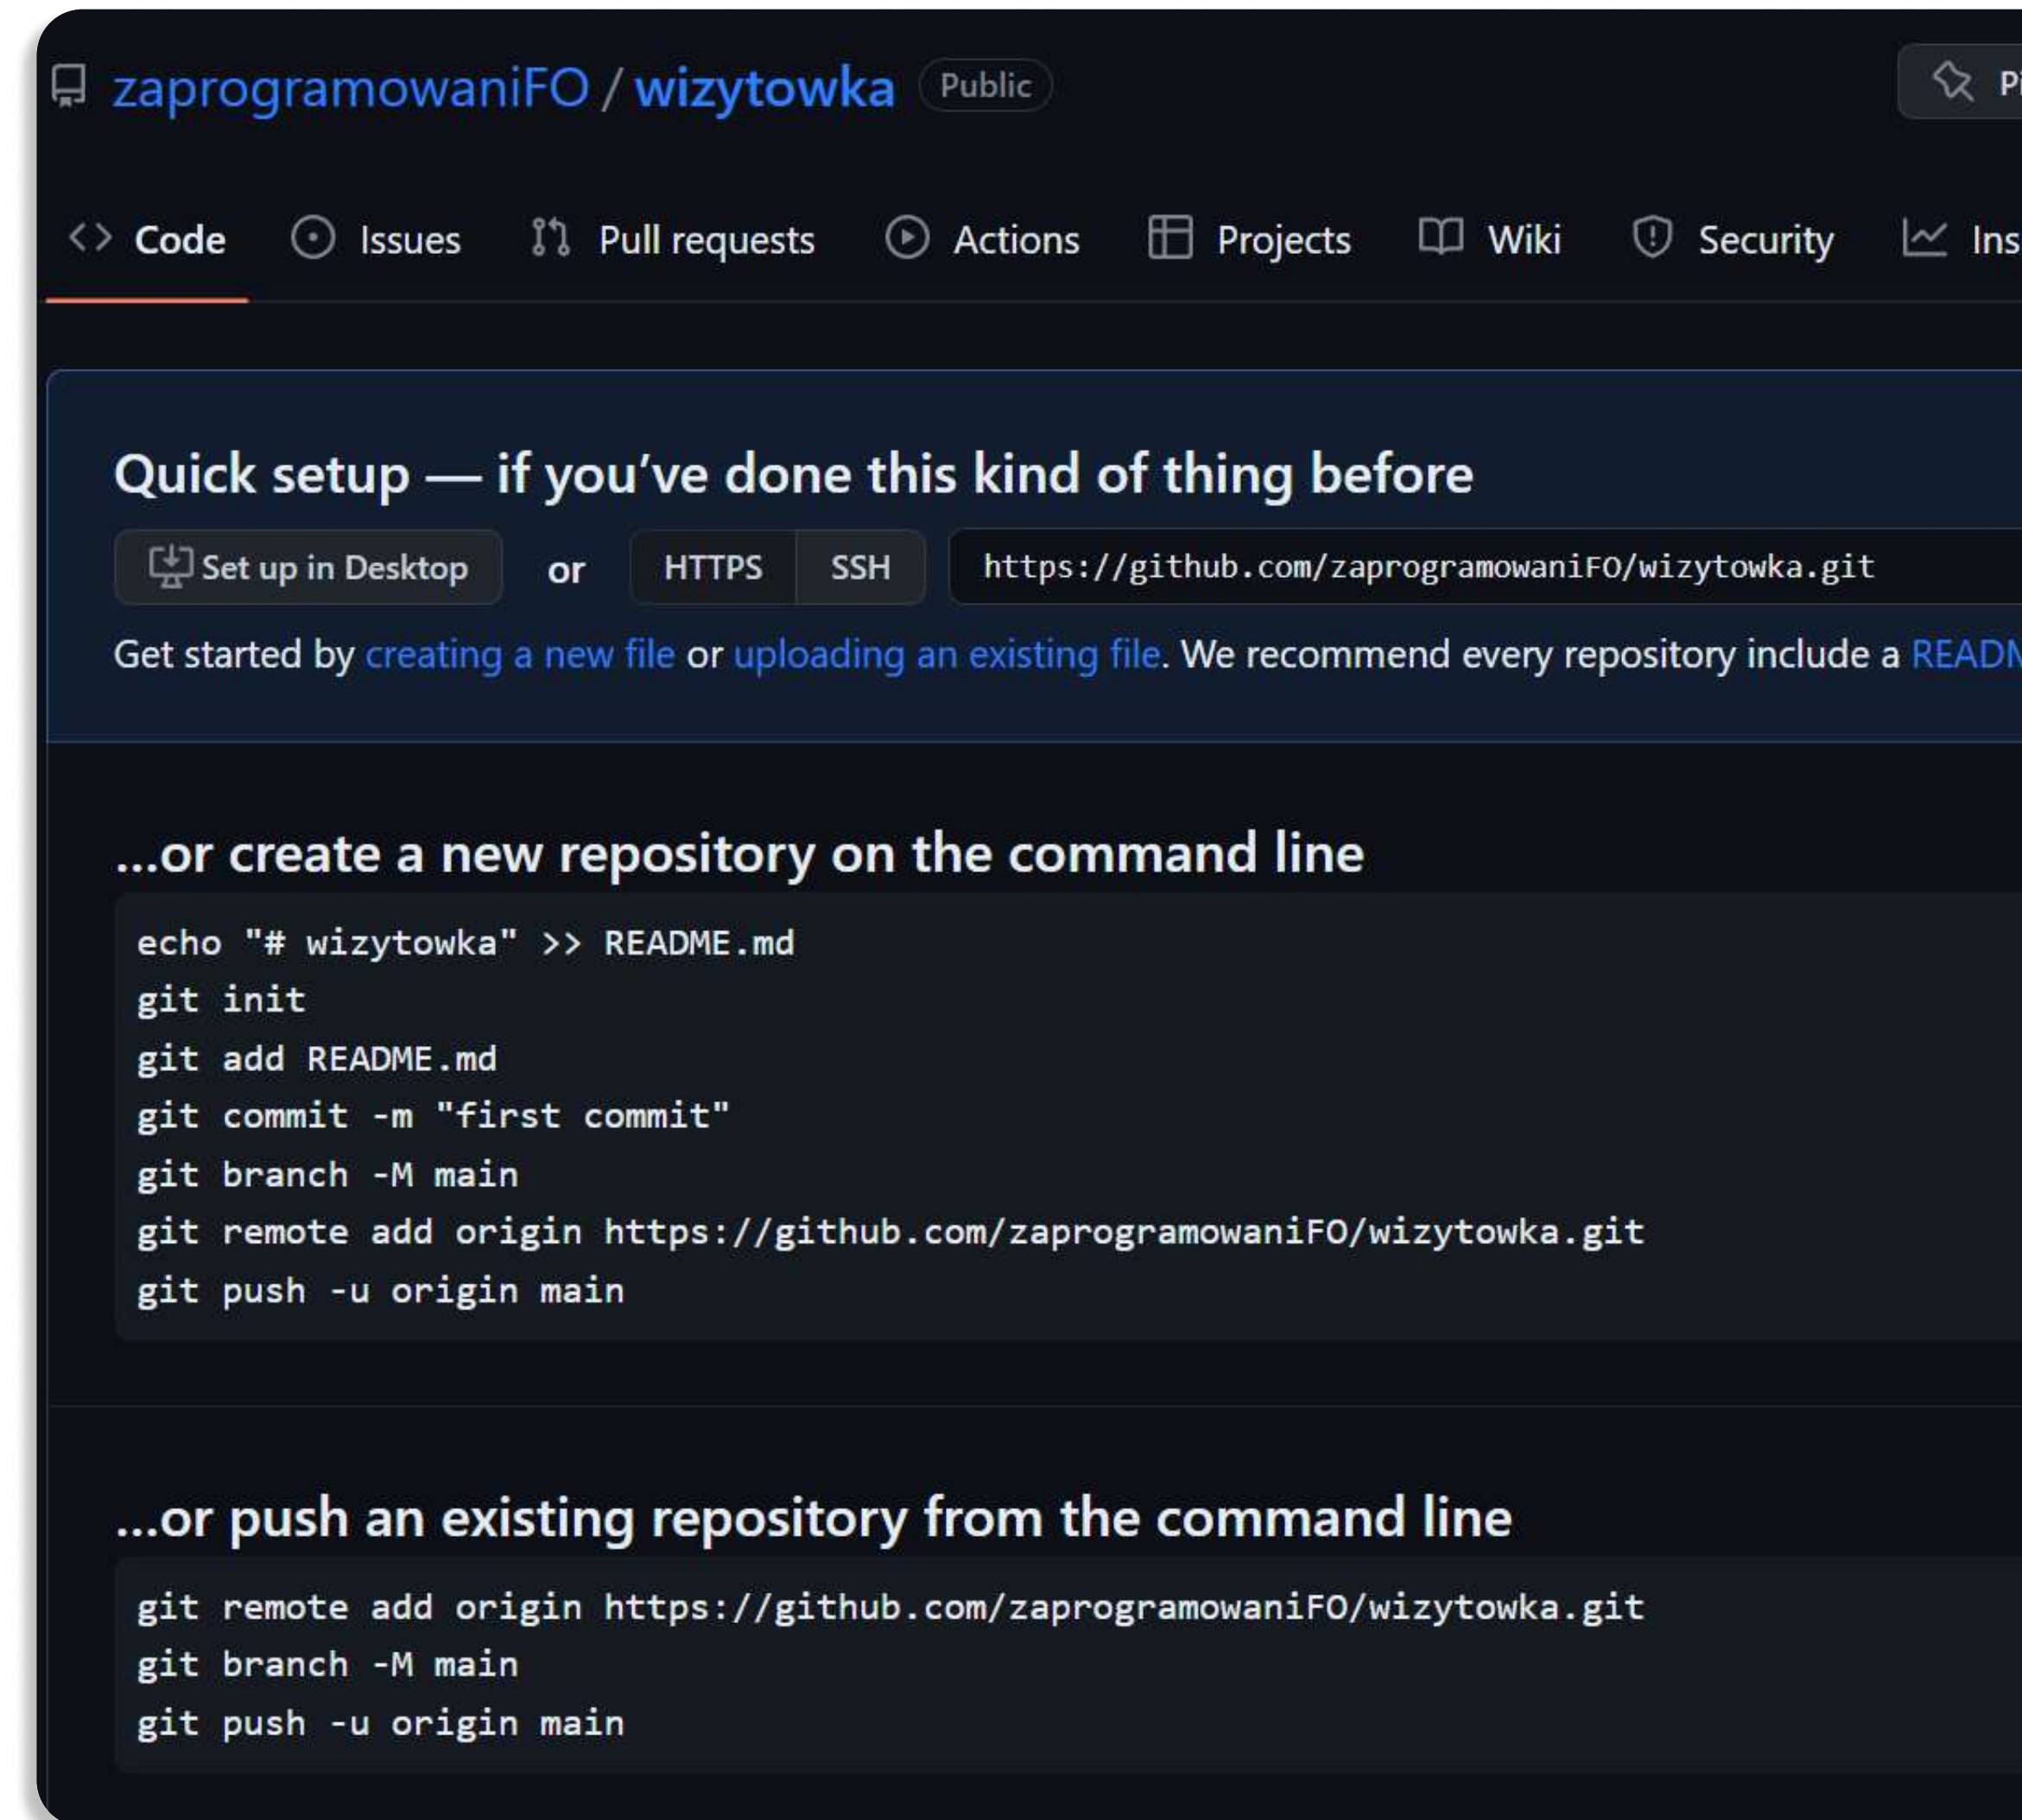 zaprogramowaniFO / wizytowka Public
Code Issues Pull requests Actions Projects Wiki Security
Quick setup — if you’ve done this kind of thing before
Set up in Desktop or HTTPS SSH https://github.com/zaprogramowaniFO/wizytowka.git
Get started by creating a new file or uploading an existing file. We recommend every repository include a
...or create a new repository on the command line
echo "# wizytowka" >> README.md
git init
git add README.md
git commit -m "first commit"
git branch -M main
git remote add origin https://github.com/zaprogramowaniFO/wizytowka.git
git push -u origin main
...or push an existing repository from the command line
git remote add origin https://github.com/zaprogramowaniFO/wizytowka.git
git branch -M main
git push -u origin main